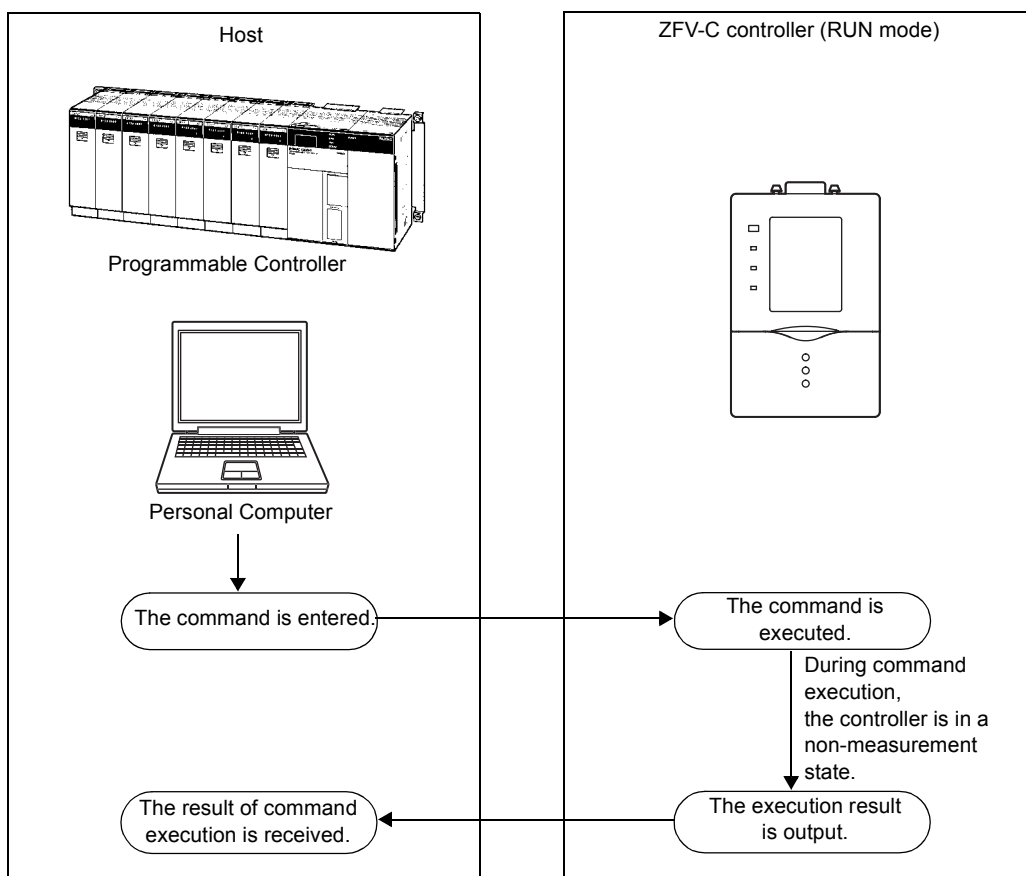 Host
ZFV-C controller (RUN mode)
Programmable Controller
Personal Computer
The command is entered.
The command is
executed.
During command
execution,
the controller is in a
non-measurement
state.
The execution result
is output.
The result of command
execution is received.